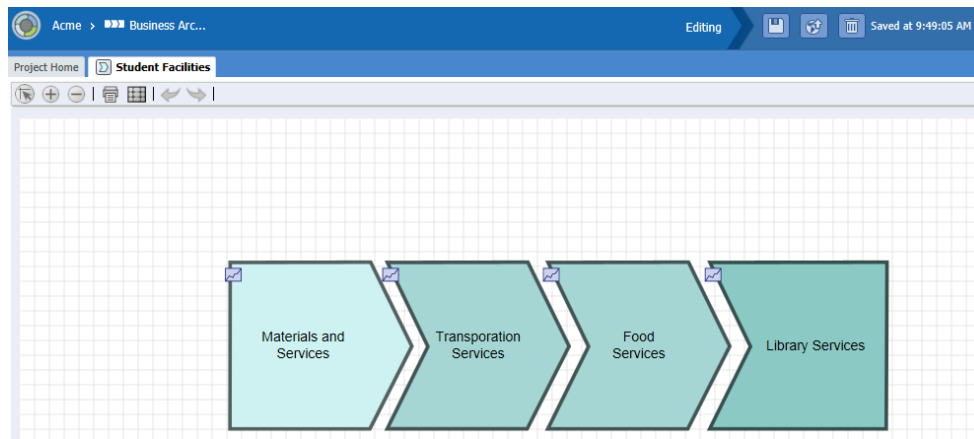 Acme > Business Arc...
Editing
Saved at 9:49:05 AM
Project Home
Student Facilities
Materials and
Services
Transporation
Services
Food
Services
Library Services